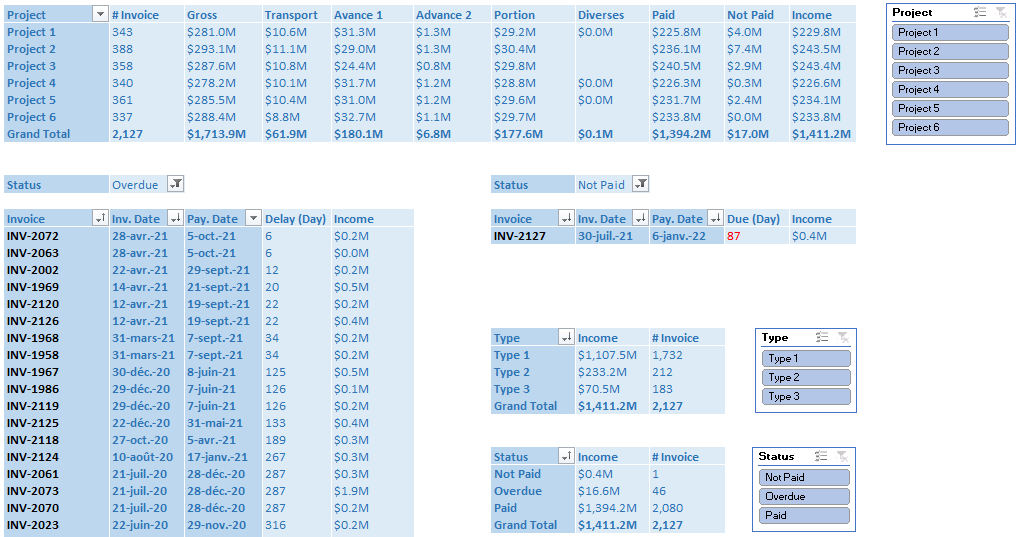 Project # Invoice Gross Transport Avance 1 Advance 2 Portion Diverses Paid Not Paid Income
Project 1 343 $281.0M $10.6M $31.3M $1.3M $29.2M $0.0M $225.8M $4.0M $229.8M
Project 2 388 $293.1M $11.1M $29.0M $1.3M $30.4M $236.1M $7.4M $243.5M
Project 3 358 $287.6M $10.8M $24.4M $0.8M $29.8M $240.5M $2.9M $243.4M
Project 4 340 $278.2M $10.1M $31.7M $1.2M $28.8M $0.0M $226.3M $0.3M $226.6M
Project 5 361 $285.5M $10.4M $31.0M $1.2M $29.6M $0.0M $231.7M $2.4M $234.1M
Project 6 337 $288.4M $8.8M $32.7M $1.1M $29.7M $233.8M $0.0M $233.8M
Grand Total 2,127 $1,713.9M $61.9M $180.1M $6.8M $177.6M $0.1M $1,394.2M $17.0M $1,411.2M
Project
Project 1
Project 2
Project 3
Project 4
Project 5
Project 6
Status Overdue
Invoice Inv. Date Pay. Date Delay (Day) Income
INV-2072 28-avr.-21 5-oct.-21 6 $0.2M
INV-2063 28-avr.-21 5-oct.-21 6 $0.0M
INV-2002 22-avr.-21 29-sept.-21 12 $0.2M
INV-1969 14-avr.-21 21-sept.-21 20 $0.5M
INV-2120 12-avr.-21 19-sept.-21 22 $0.2M
INV-2126 12-avr.-21 19-sept.-21 22 $0.4M
INV-1968 31-mars-21 7-sept.-21 34 $0.2M
INV-1958 31-mars-21 7-sept.-21 34 $0.2M
INV-1967 30-déc.-20 8-juin-21 125 $0.5M
INV-1986 29-déc.-20 7-juin-21 126 $0.1M
INV-2119 29-déc.-20 7-juin-21 126 $0.2M
INV-2125 22-déc.-20 31-mai-21 133 $0.4M
INV-2118 27-oct.-20 5-avr.-21 189 $0.3M
INV-2124 10-août-20 17-janv.-21 267 $0.3M
INV-2061 21-juil.-20 28-déc.-20 287 $0.3M
INV-2073 21-juil.-20 28-déc.-20 287 $1.9M
INV-2070 21-juil.-20 28-déc.-20 287 $0.2M
INV-2023 22-juin-20 29-nov.-20 316 $0.2M
Status Not Paid
Invoice Inv. Date Pay. Date Due (Day) Income
INV-2127 30-juil.-21 6-janv.-22 87 $0.4M
Type Income # Invoice
Type 1 $1,107.5M 1,732
Type 2 $233.2M 212
Type 3 $70.5M 183
Grand Total $1,411.2M 2,127
Type
Type 1
Type 2
Type 3
Status Income # Invoice
Not Paid $0.4M 1
Overdue $16.6M 46
Paid $1,394.2M 2,080
Grand Total $1,411.2M 2,127
Status
Not Paid
Overdue
Paid